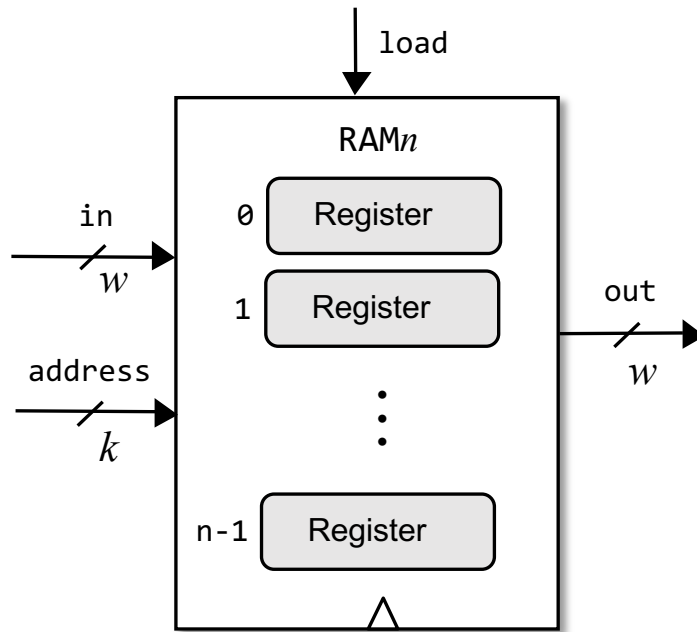 load
RAMn
0 Register
in
w
1 Register
out
w
address
k
n-1 Register